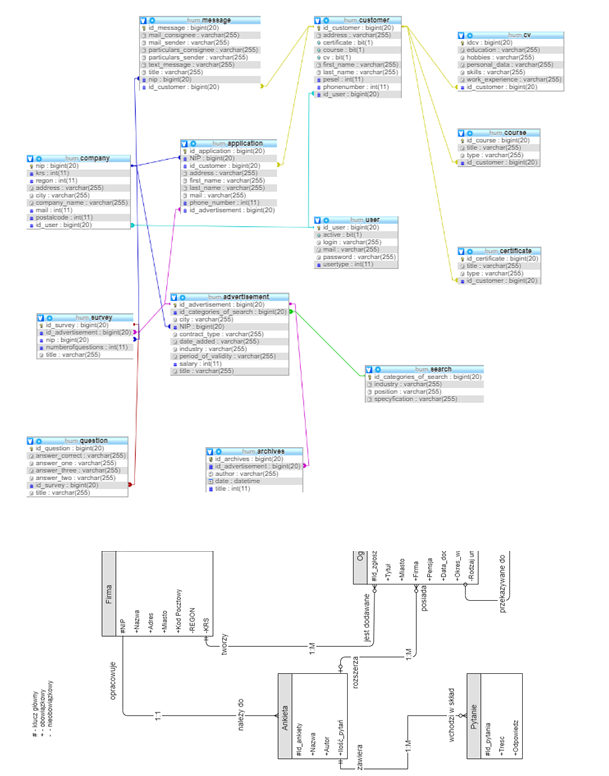 hum message
id_message : bigint(20)
mail_consignee : varchar(255)
mail_sender : varchar(255)
particulars_consignee : varchar(255)
particulars_sender : varchar(255)
text_message : varchar(255)
title : varchar(255)
nip : bigint(20)
id_customer : bigint(20)
hum customer
id_customer : bigint(20)
address : varchar(255)
certificate : bit(1)
course : bit(1)
cv : bit(1)
first_name : varchar(255)
last_name : varchar(255)
pesel : int(11)
phonenumber : int(11)
id_user : bigint(20)
hum cv
idcv : bigint(20)
education : varchar(255)
hobbies : varchar(255)
personal_data : varchar(255)
skills : varchar(255)
work_experience : varchar(255)
id_customer : bigint(20)
hum course
id_course : bigint(20)
title : varchar(255)
type : varchar(255)
id_customer : bigint(20)
hum application
id_application : bigint(20)
NIP : bigint(20)
id_customer : bigint(20)
address : varchar(255)
first_name : varchar(255)
last_name : varchar(255)
mail : varchar(255)
phone_number : int(11)
id_advertisement : bigint(20)
hum company
nip : bigint(20)
krs : int(11)
regon : int(11)
address : varchar(255)
city : varchar(255)
company_name : varchar(255)
mail : int(11)
postalcode : int(11)
id_user : bigint(20)
hum user
id_user : bigint(20)
active : bit(1)
login : varchar(255)
mail : varchar(255)
password : varchar(255)
usertype : int(11)
hum certificate
id_certificate : bigint(20)
title : varchar(255)
type : varchar(255)
id_customer : bigint(20)
hum advertisement
id_advertisement : bigint(20)
id_categories_of_search : bigint(20)
city : varchar(255)
NIP : bigint(20)
contract_type : varchar(255)
date_added : varchar(255)
industry : varchar(255)
period_of_validity : varchar(255)
salary : int(11)
title : varchar(255)
hum survey
id_survey : bigint(20)
id_advertisement : bigint(20)
nip : bigint(20)
numberofquestions : int(11)
title : varchar(255)
hum search
id_categories_of_search : bigint(20)
industry : varchar(255)
position : varchar(255)
specyfication : varchar(255)
hum question
id_question : bigint(20)
answer_correct : varchar(255)
answer_one : varchar(255)
answer_three : varchar(255)
answer_two : varchar(255)
id_survey : bigint(20)
title : varchar(255)
hum archives
id_archives : bigint(20)
id_advertisement : bigint(20)
author : varchar(255)
date : datetime
title : int(11)
Firma
#NIP
+Nazwa
+Adres
+Miasto
+Kod Pocztowy
-REGON
-KRS
tworzy
1:M
jest dodawane
Og
#Id_zgłosz
+Tytuł
+Miasto
+Firma
+Pensja
+Data_doc
+Okres_w
-Rodzaj ur
posiada
przekazywane do
1:M
rozszerza
opracowuje
1:1
należy do
Ankieta
#Id_ankiety
+Nazwa
+Autor
+Ilość_pytań
zawiera
1:M
wchodzi w skład
Pytanie
#id_pytania
+Treść
+Odpowiedź
# - klucz główny
+ - obowiązkowy
- - nieobowiązkowy